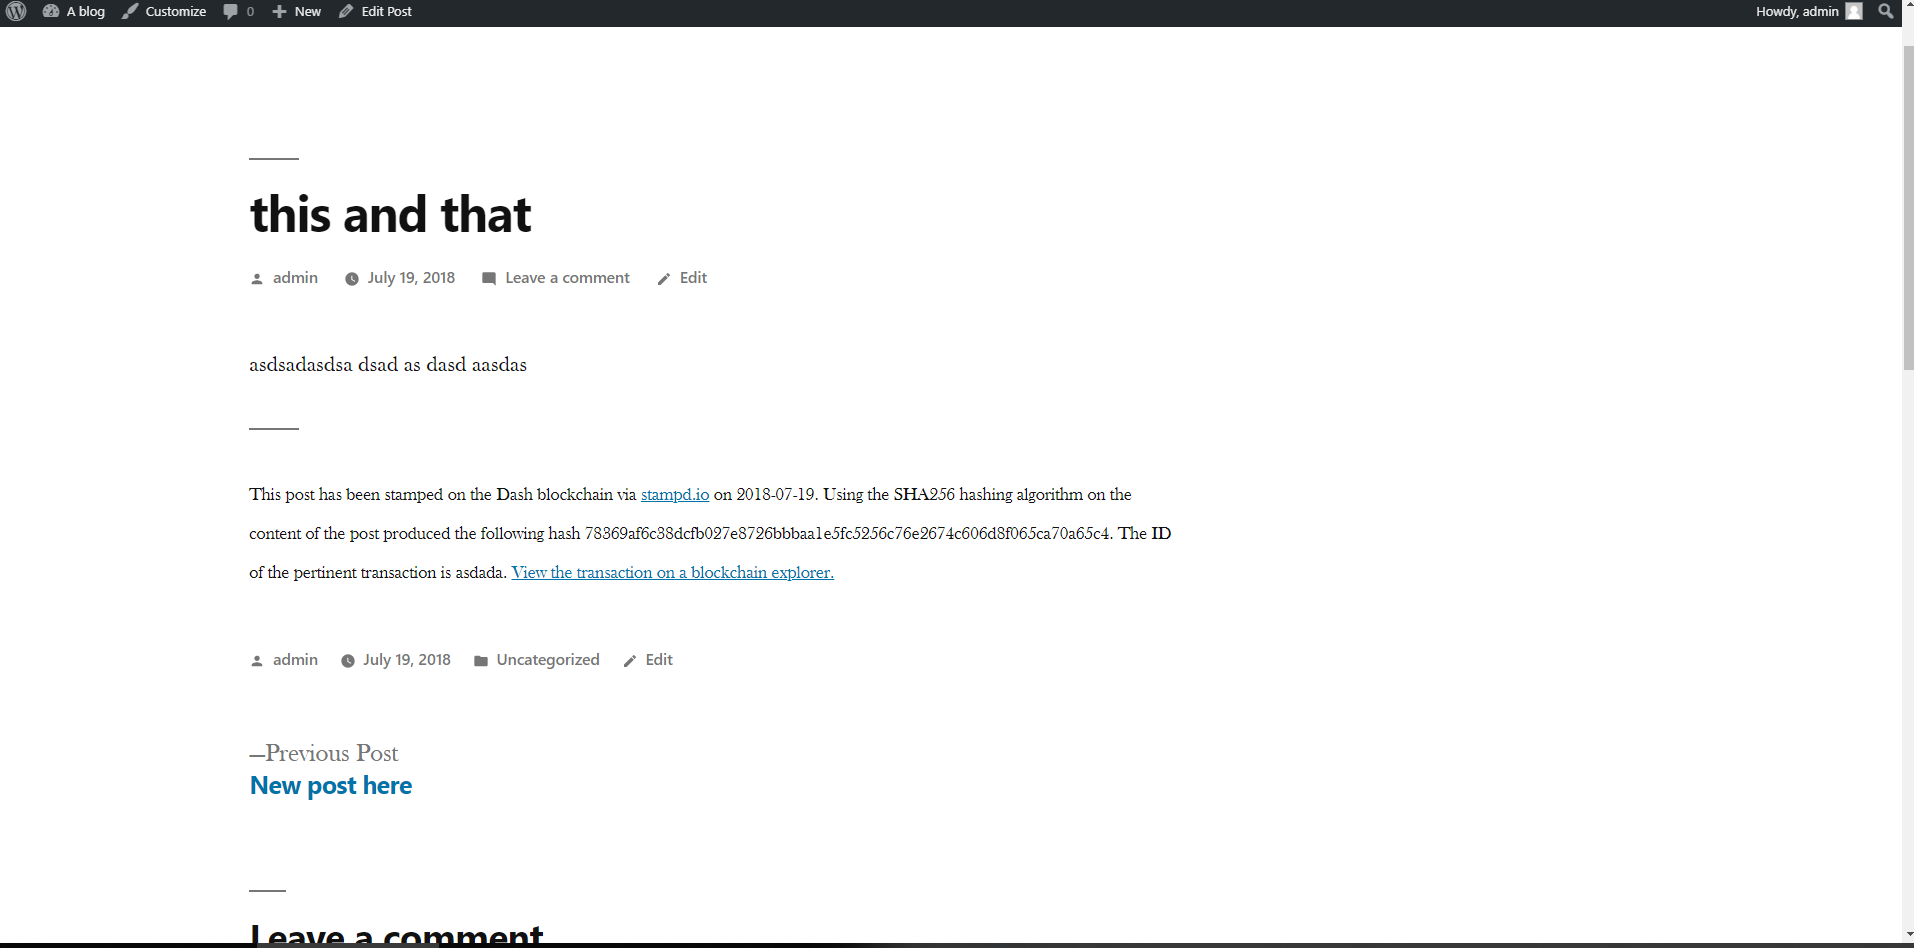 A blog Customize 0 New Edit Post Howdy, admin
this and that
admin July 19, 2018 Leave a comment Edit
asdsadasdsa dsad as dasd aasdas
This post has been stamped on the Dash blockchain via stampd.io on 2018-07-19. Using the SHA256 hashing algorithm on the
content of the post produced the following hash 78369af6c38dcfb027e8726bbbaa1e5fc5256c76e2674c606d8f065ca70a65c4. The ID
of the pertinent transaction is asdada. View the transaction on a blockchain explorer.
admin July 19, 2018 Uncategorized Edit
—Previous Post
New post here
Leave a comment